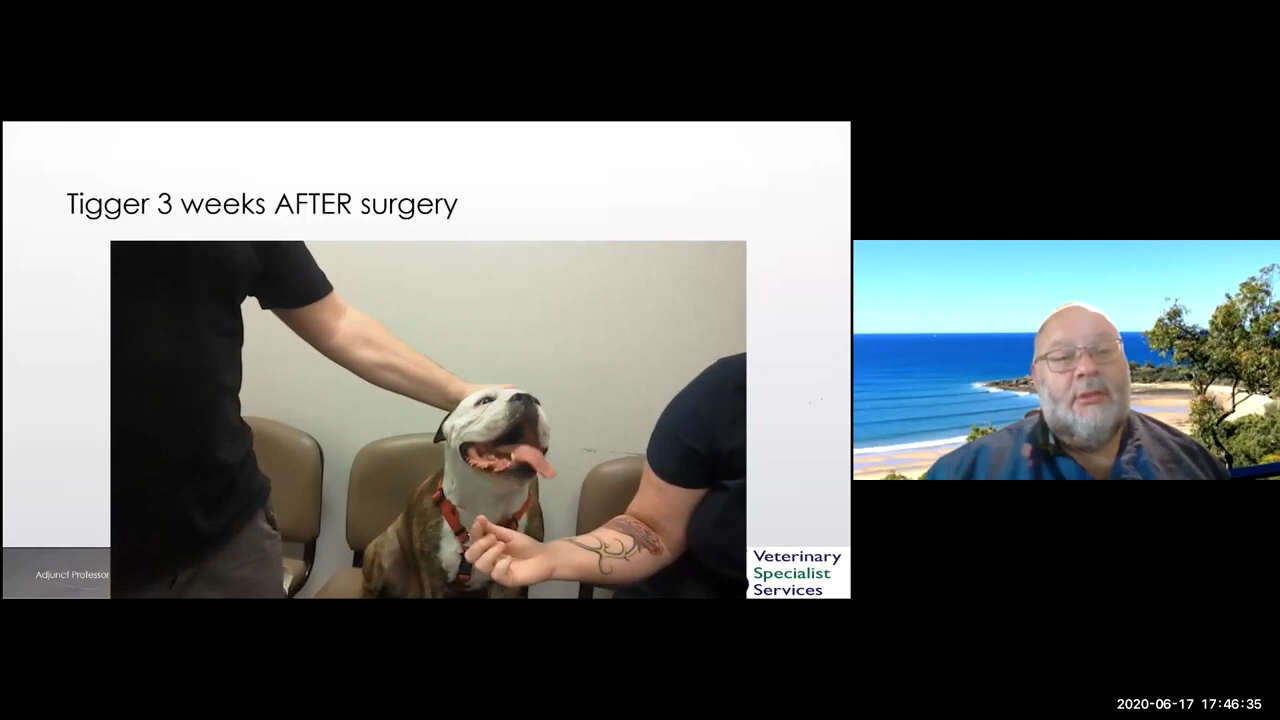 Tigger 3 weeks AFTER surgery
Adjunct Professor
Veterinary
Specialist
Services
2020-06-17 17:46:35